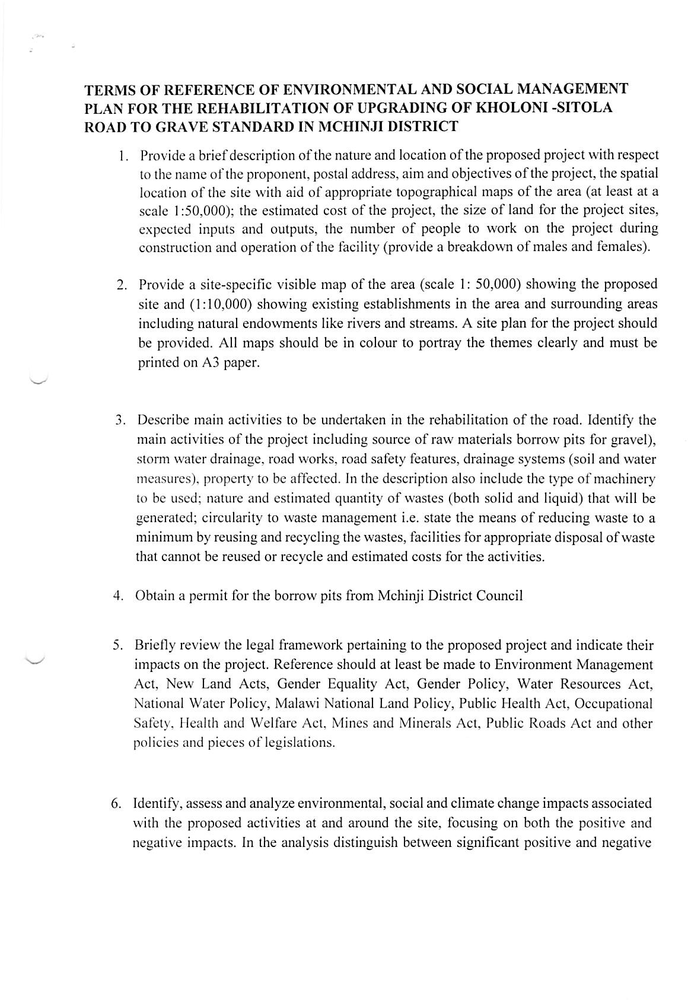 TERMS OF REFERENCE OF ENVIRONMENTAL AND SOCIAL MANAGEMENT
PLAN FOR THE REHABILITATION OF UPGRADING OF KHOLONI -SITOLA
ROAD TO GRAVE STANDARD IN MCHINJI DISTRICT
1. Provide a brief description of the nature and location of the proposed project with respect
to the name of the proponent, postal address, aim and objectives of the project, the spatial
location of the site with aid of appropriate topographical maps of the area (at least at a
scale 1:50,000); the estimated cost of the project, the size of land for the project sites,
expected inputs and outputs, the number of people to work on the project during
construction and operation of the facility (provide a breakdown of males and females).
2. Provide a site-specific visible map of the area (scale 1: 50,000) showing the proposed
site and (1:10,000) showing existing establishments in the area and surrounding areas
including natural endowments like rivers and streams. A site plan for the project should
be provided. All maps should be in colour to portray the themes clearly and must be
printed on A3 paper.
3. Describe main activities to be undertaken in the rehabilitation of the road. Identify the
main activities of the project including source of raw materials borrow pits for gravel),
storm water drainage, road works, road safety features, drainage systems (soil and water
measures), property to be affected. In the description also include the type of machinery
to be used; nature and estimated quantity of wastes (both solid and liquid) that will be
generated; circularity to waste management i.e. state the means of reducing waste to a
minimum by reusing and recycling the wastes, facilities for appropriate disposal of waste
that cannot be reused or recycle and estimated costs for the activities.
4. Obtain a permit for the borrow pits from Mchinji District Council
5. Briefly review the legal framework pertaining to the proposed project and indicate their
impacts on the project. Reference should at least be made to Environment Management
Act, New Land Acts, Gender Equality Act, Gender Policy, Water Resources Act,
National Water Policy, Malawi National Land Policy, Public Health Act, Occupational
Safety, Health and Welfare Act, Mines and Minerals Act, Public Roads Act and other
policies and pieces of legislations.
6. Identify, assess and analyze environmental, social and climate change impacts associated
with the proposed activities at and around the site, focusing on both the positive and
negative impacts. In the analysis distinguish between significant positive and negative